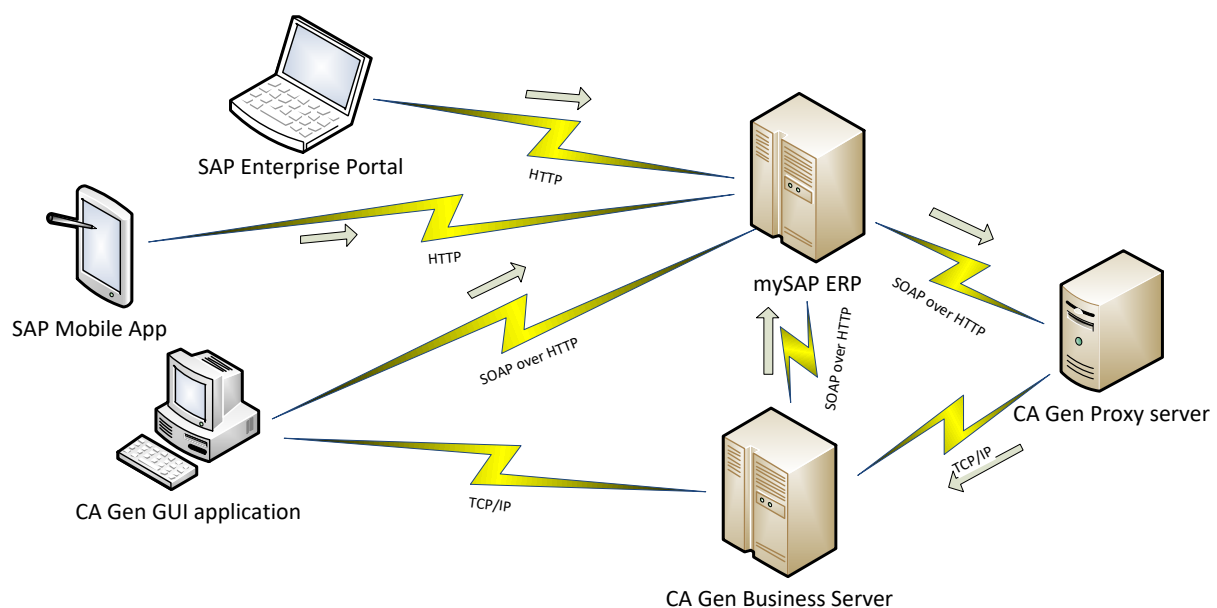 SAP Enterprise Portal
HTTP
SAP Mobile App
HTTP
mySAP ERP
SOAP over HTTP
SOAP over HTTP
SOAP over HTTP
CA Gen Proxy server
TCP/IP
CA Gen GUI application
TCP/IP
CA Gen Business Server